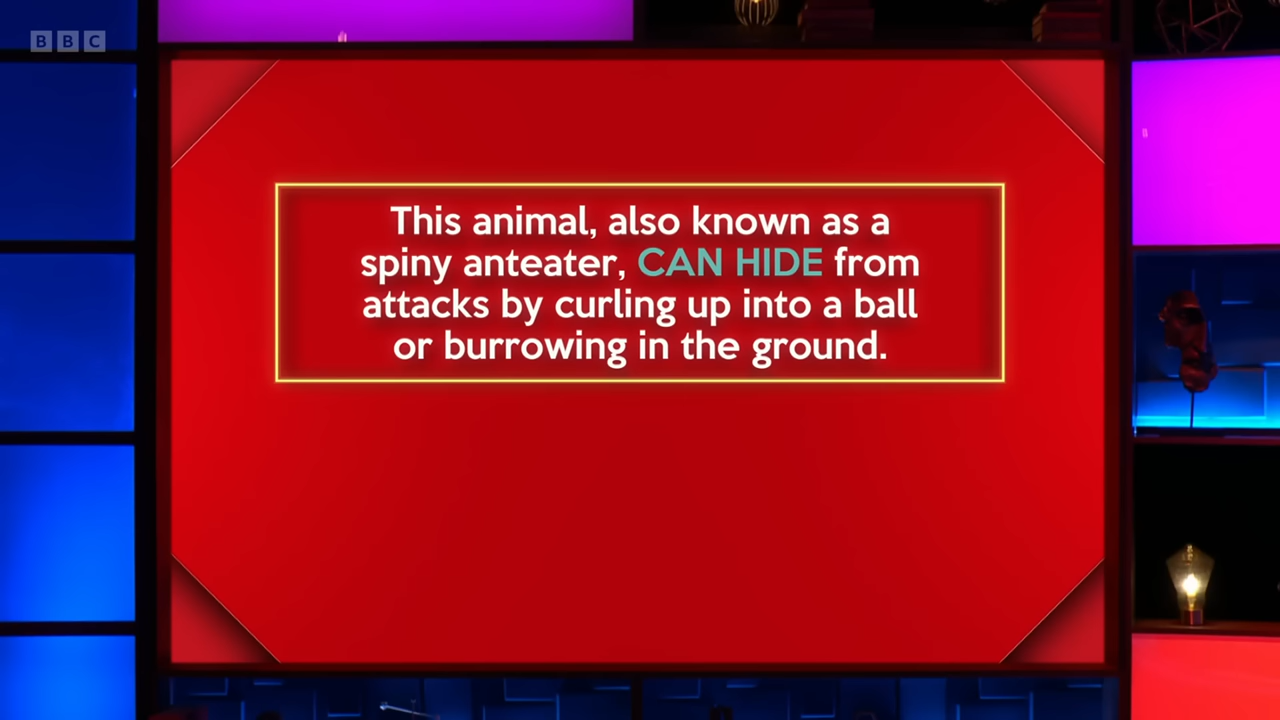 BBC
This animal, also known as a
spiny anteater, CAN HIDE from
attacks by curling up into a ball
or burrowing in the ground.